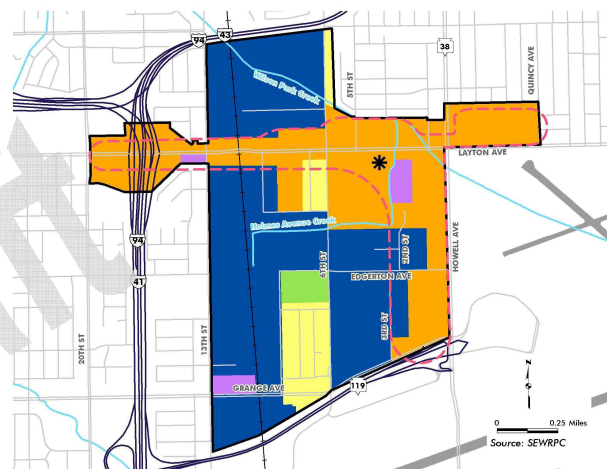 94
43
38
5TH ST
QUINCY AVE
Wilson Park Creek
LAYTON AVE
Holmes Avenue Creek
6TH ST
2ND ST
HOWELL AVE
94
EDGERTON AVE
41
20TH ST
13TH ST
3RD ST
GRANGE AVE
119
N
0 0.25 Miles
Source: SEWRPC